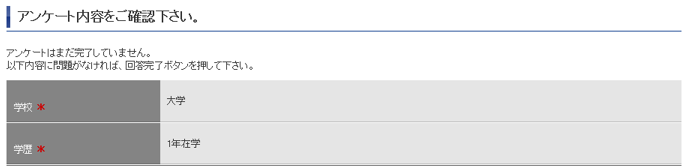 アンケート内容をご確認下さい。
アンケートはまだ完了していません。
以下内容に問題がなければ、回答完了ボタンを押して下さい。
学校 * 大学
学歴 * 1年在学